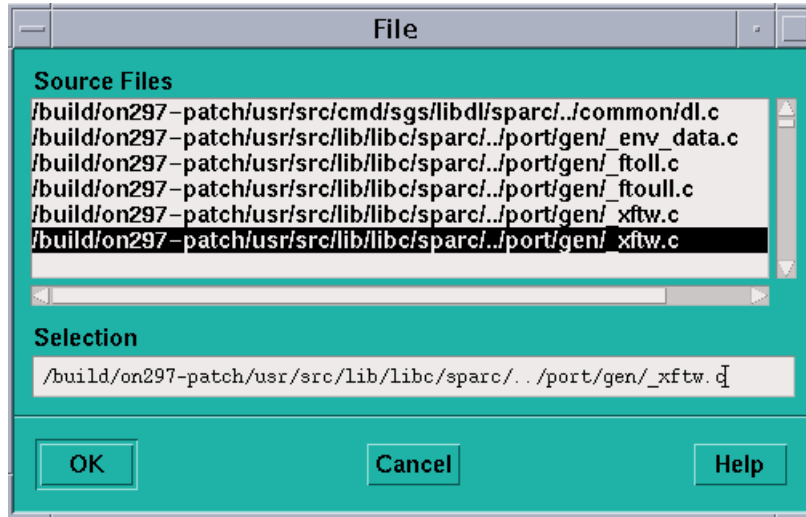 File
Source Files
/build/on297-patch/usr/src/cmd/sgs/libdl/sparc/../common/dl.c
/build/on297-patch/usr/src/lib/libc/sparc/../port/gen/_env_data.c
/build/on297-patch/usr/src/lib/libc/sparc/../port/gen/_ftoll.c
/build/on297-patch/usr/src/lib/libc/sparc/../port/gen/_ftoull.c
/build/on297-patch/usr/src/lib/libc/sparc/../port/gen/_xftw.c
/build/on297-patch/usr/src/lib/libc/sparc/../port/gen/_xftw.c
Selection
/build/on297-patch/usr/src/lib/libc/sparc/../port/gen/_xftw.c
OK Cancel Help